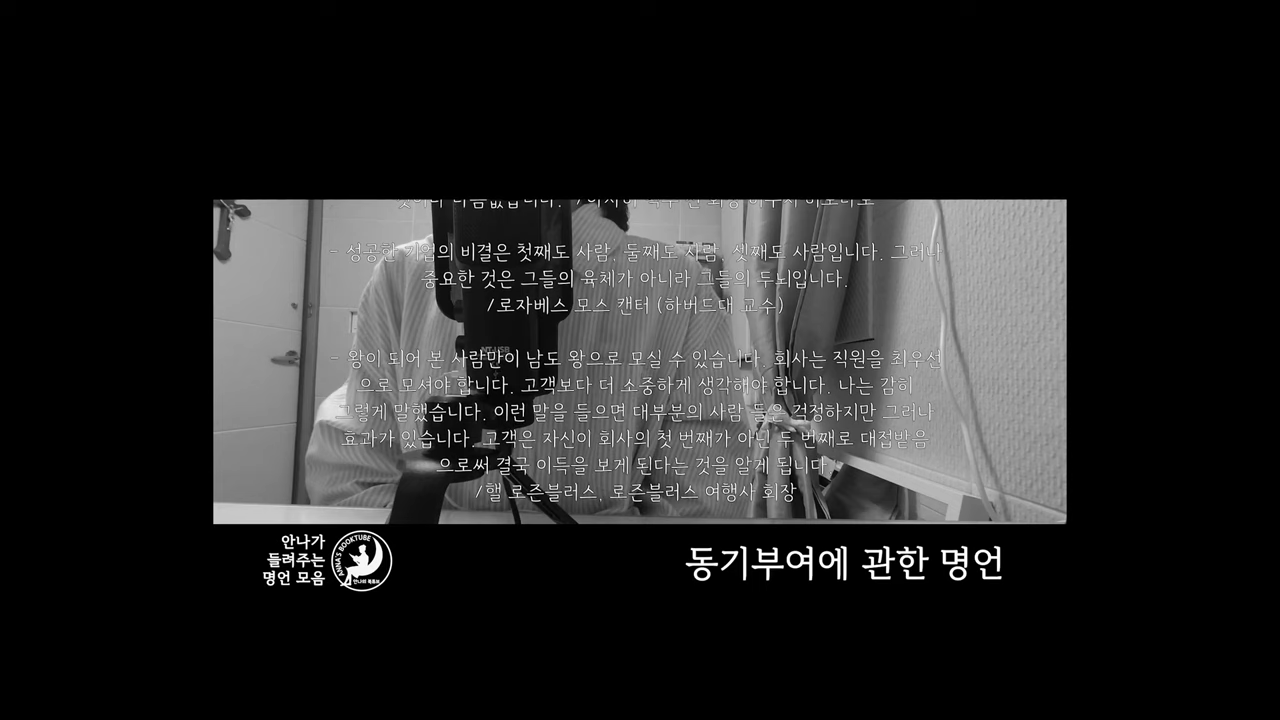 - 성공한 기업의 비결은 첫째도 사람, 둘째도 사람, 셋째도 사람입니다. 그러나
중요한 것은 그들의 육체가 아니라 그들의 두뇌입니다.
/로자베스 모스 캔터 (하버드대 교수)
- 왕이 되어 본 사람만이 남도 왕으로 모실 수 있습니다. 회사는 직원을 최우선
으로 모셔야 합니다. 고객보다 더 소중하게 생각해야 합니다. 나는 감히
그렇게 말했습니다. 이런 말을 들으면 대부분의 사람 들은 걱정하지만 그러나
효과가 있습니다. 고객은 자신이 회사의 첫 번째가 아닌 두 번째로 대접받음
으로써 결국 이득을 보게 된다는 것을 알게 됩니다
/핼 로즌블러스, 로즌블러스 여행사 회장
NT-USB
안나가
들려주는
명언 모음
ANNA'S BOOKTUBE
안나의 북튜브
동기부여에 관한 명언